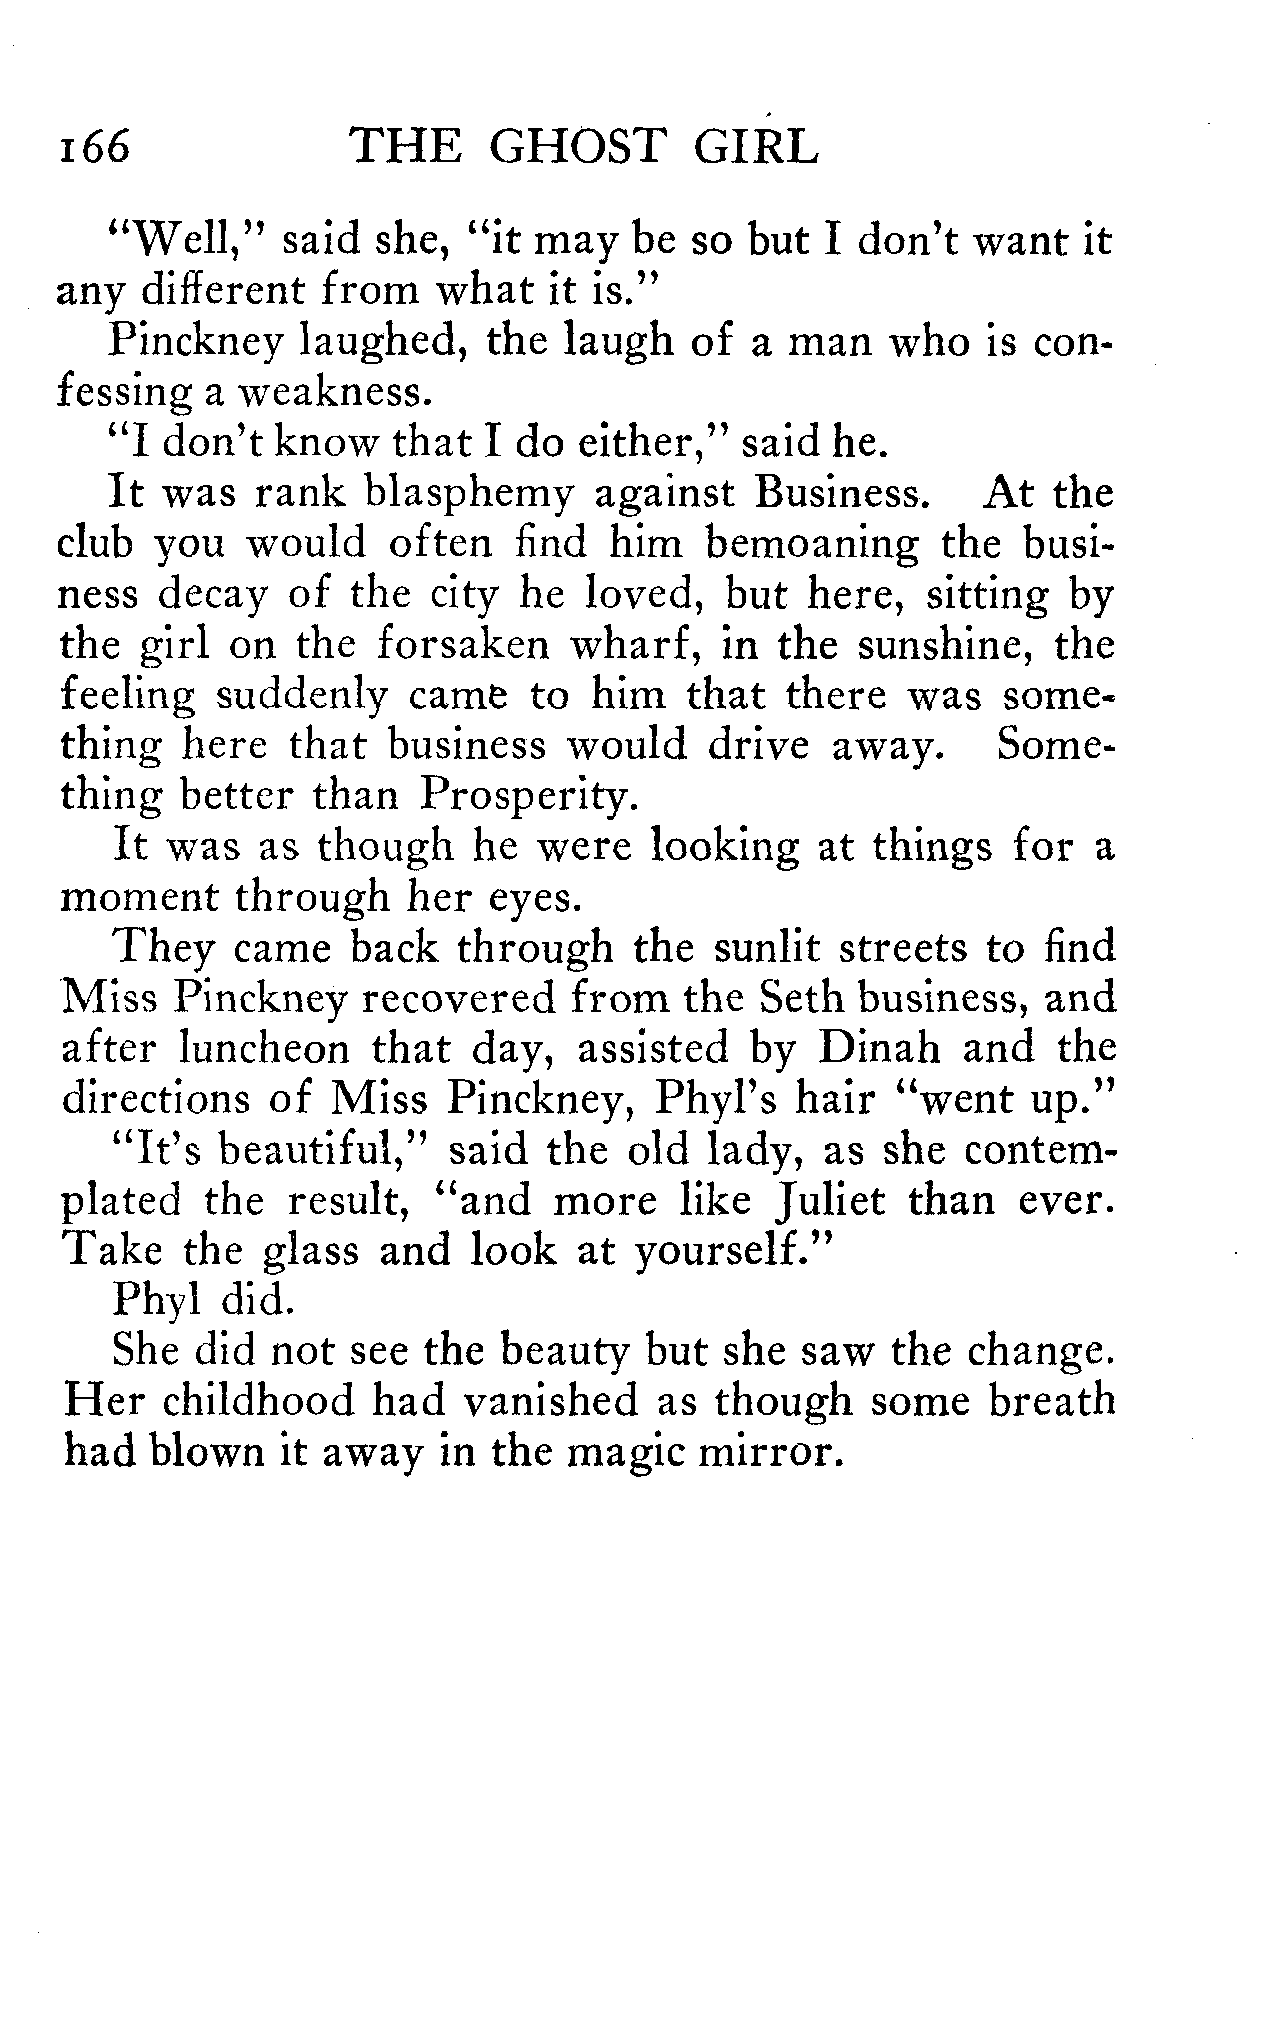 166 THE GHOST GIRL
"Well," said she, "it may be so but I don't want it
any different from what it is."
Pinckney laughed, the laugh of a man who is con-
fessing a weakness.
"I don't know that I do either," said he.
It was rank blasphemy against Business. At the
club you would often find him bemoaning the busi-
ness decay of the city he loved, but here, sitting by
the girl on the forsaken wharf, in the sunshine, the
feeling suddenly came to him that there was some-
thing here that business would drive away. Some-
thing better than Prosperity.
It was as though he were looking at things for a
moment through her eyes.
They came back through the sunlit streets to find
Miss Pinckney recovered from the Seth business, and
after luncheon that day, assisted by Dinah and the
directions of Miss Pinckney, Phyl's hair "went up."
"It's beautiful," said the old lady, as she contem-
plated the result, "and more like Juliet than ever.
Take the glass and look at yourself."
Phyl did.
She did not see the beauty but she saw the change.
Her childhood had vanished as though some breath
had blown it away in the magic mirror.